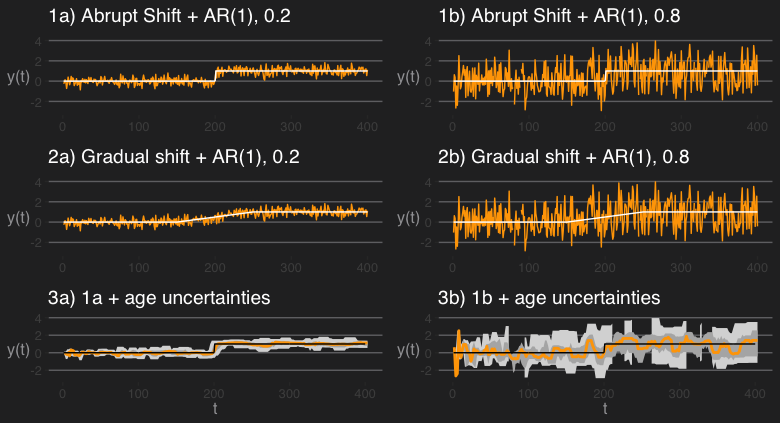 1a) Abrupt Shift + AR(1), 0.2
1b) Abrupt Shift + AR(1), 0.8
4
2
y(t) 0
-2
0 100 200 300 400
4
2
y(t) 0
-2
0 100 200 300 400
2a) Gradual shift + AR(1), 0.2
2b) Gradual shift + AR(1), 0.8
4
2
y(t) 0
-2
0 100 200 300 400
4
2
y(t) 0
-2
0 100 200 300 400
3a) 1a + age uncertainties
3b) 1b + age uncertainties
4
2
y(t) 0
-2
0 100 200 300 400
t
4
2
y(t) 0
-2
0 100 200 300 400
t